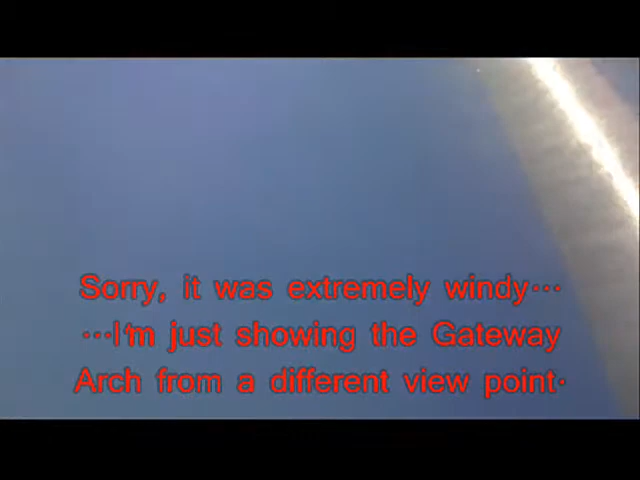 Sorry, it was extremely windy...
...I'm just showing the Gateway
Arch from a different view point.